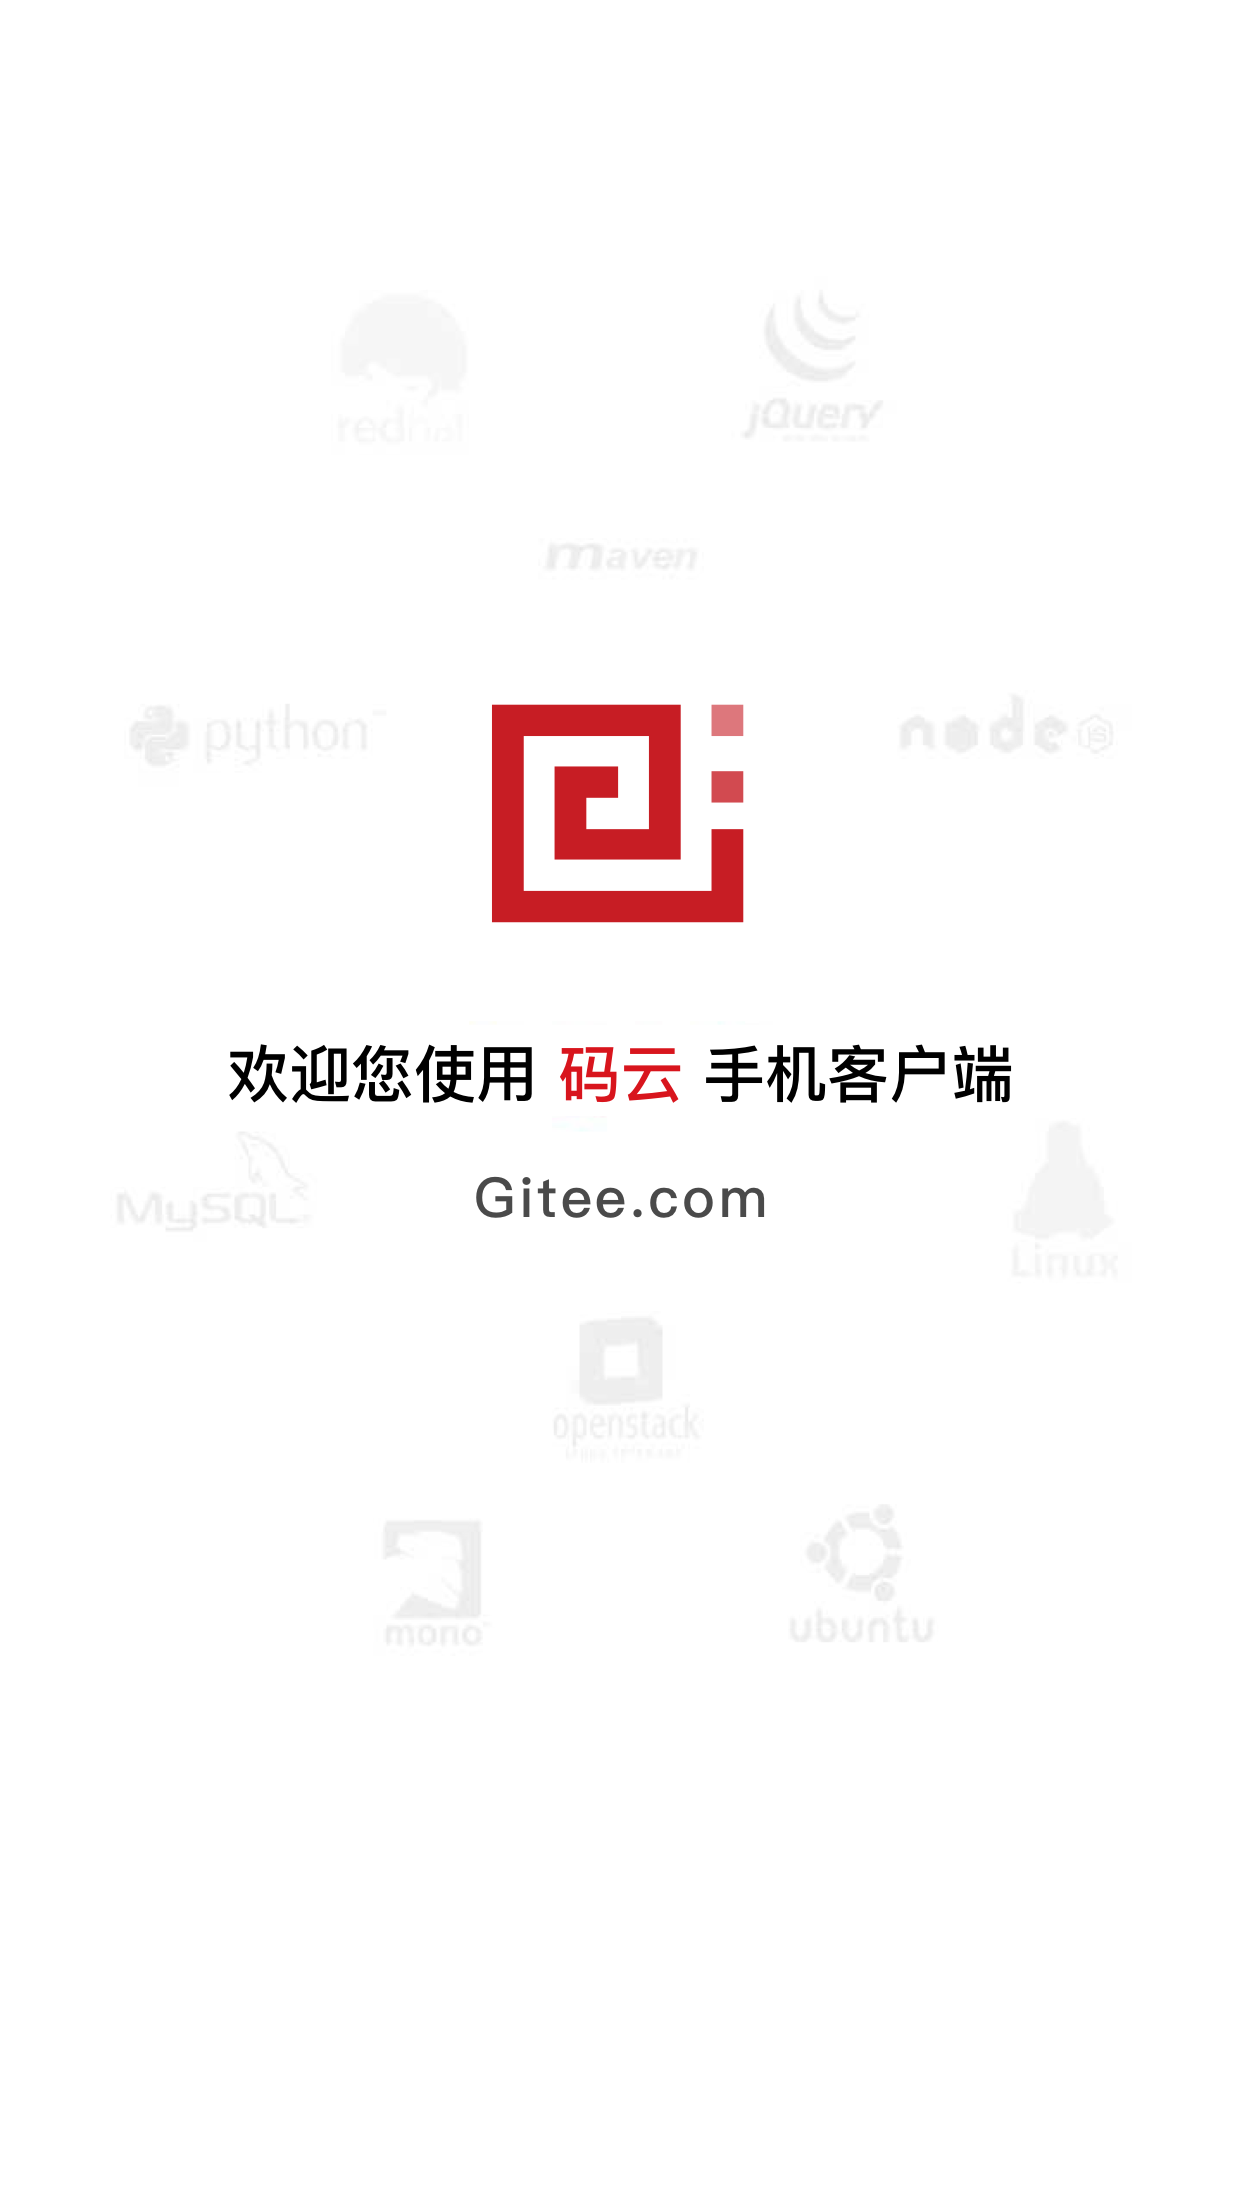 redhat
jQuery
maven
python
node
JS
欢迎您使用 码云 手机客户端
MySQL
Gitee.com
Linux
openstack
mono
ubuntu